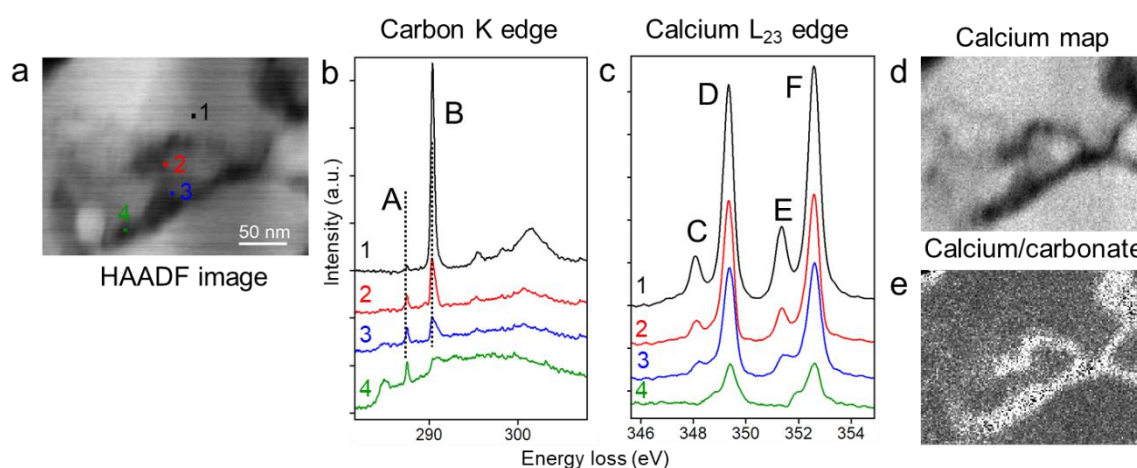 Carbon K edge
Calcium L₂₃ edge
Calcium map
a
1
2
3
4
50 nm
HAADF image
b
Intensity (a.u.)
A
B
1
2
3
4
290
300
c
C
D
E
F
1
2
3
4
346
348
350
352
354
Energy loss (eV)
d
Calcium/carbonate
e